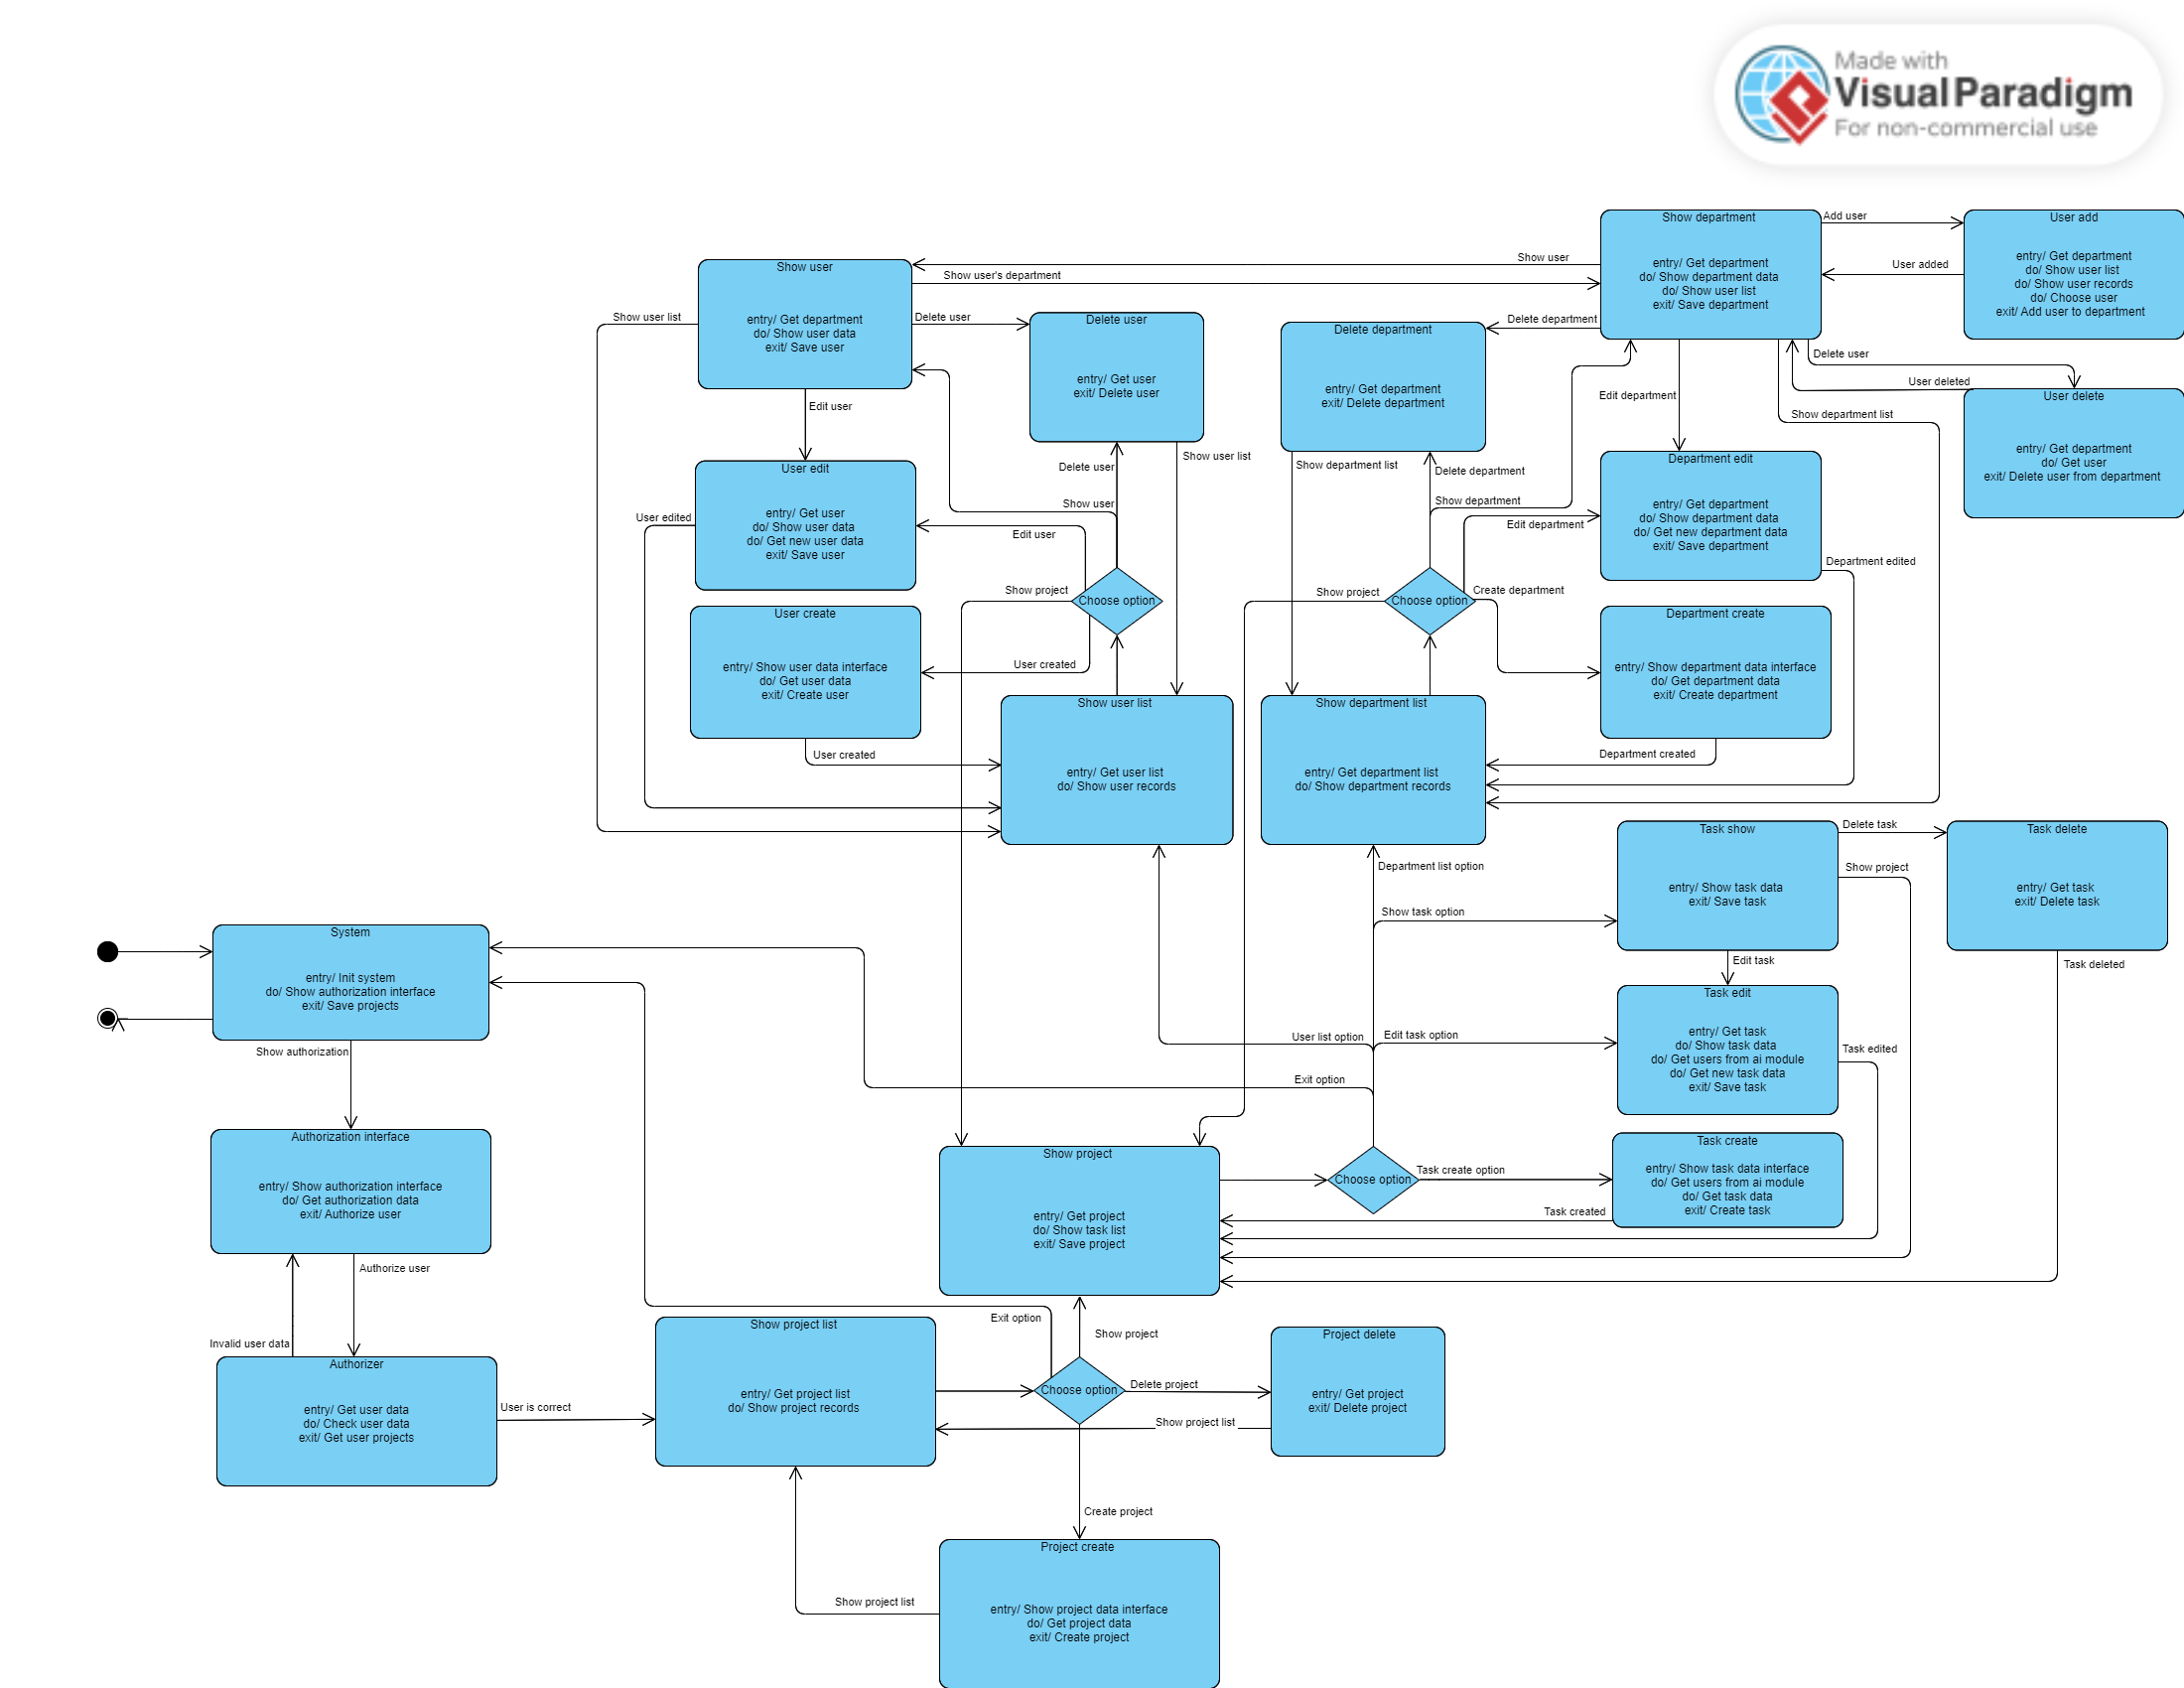 Made with
Visual Paradigm
For non-commercial use
Show department
entry/ Get department
do/ Show department data
do/ Show user list
exit/ Save department
Add user
User added
User add
entry/ Get department
do/ Show user list
do/ Show user records
do/ Choose user
exit/ Add user to department
Show user
Show user's department
Show user
entry/ Get department
do/ Show user data
exit/ Save user
Show user list
Delete user
Delete user
entry/ Get user
exit/ Delete user
Delete department
Delete department
entry/ Get department
exit/ Delete department
Delete user
User deleted
User delete
entry/ Get department
do/ Get user
exit/ Delete user from department
Show department list
Edit department
Edit user
Show user list
Delete user
Show user
Edit user
Show department list
Delete department
Show department
Edit department
User edit
entry/ Get user
do/ Show user data
do/ Get new user data
exit/ Save user
User edited
Department edit
entry/ Get department
do/ Show department data
do/ Get new department data
exit/ Save department
Department edited
Show project
Choose option
Show project
Choose option
Create department
User create
entry/ Show user data interface
do/ Get user data
exit/ Create user
User created
User created
Department create
entry/ Show department data interface
do/ Get department data
exit/ Create department
Department created
Show user list
entry/ Get user list
do/ Show user records
Show department list
entry/ Get department list
do/ Show department records
Department list option
Show task option
Task show
entry/ Show task data
exit/ Save task
Delete task
Show project
Task delete
entry/ Get task
exit/ Delete task
Task deleted
Edit task
System
entry/ Init system
do/ Show authorization interface
exit/ Save projects
Show authorization
User list option
Edit task option
Exit option
Task edit
entry/ Get task
do/ Show task data
do/ Get users from ai module
do/ Get new task data
exit/ Save task
Task edited
Authorization interface
entry/ Show authorization interface
do/ Get authorization data
exit/ Authorize user
Show project
entry/ Get project
do/ Show task list
exit/ Save project
Choose option
Task create option
Task create
entry/ Show task data interface
do/ Get users from ai module
do/ Get task data
exit/ Create task
Task created
Authorize user
Invalid user data
Authorizer
entry/ Get user data
do/ Check user data
exit/ Get user projects
User is correct
Show project list
entry/ Get project list
do/ Show project records
Exit option
Show project
Choose option
Delete project
Show project list
Project delete
entry/ Get project
exit/ Delete project
Create project
Show project list
Project create
entry/ Show project data interface
do/ Get project data
exit/ Create project